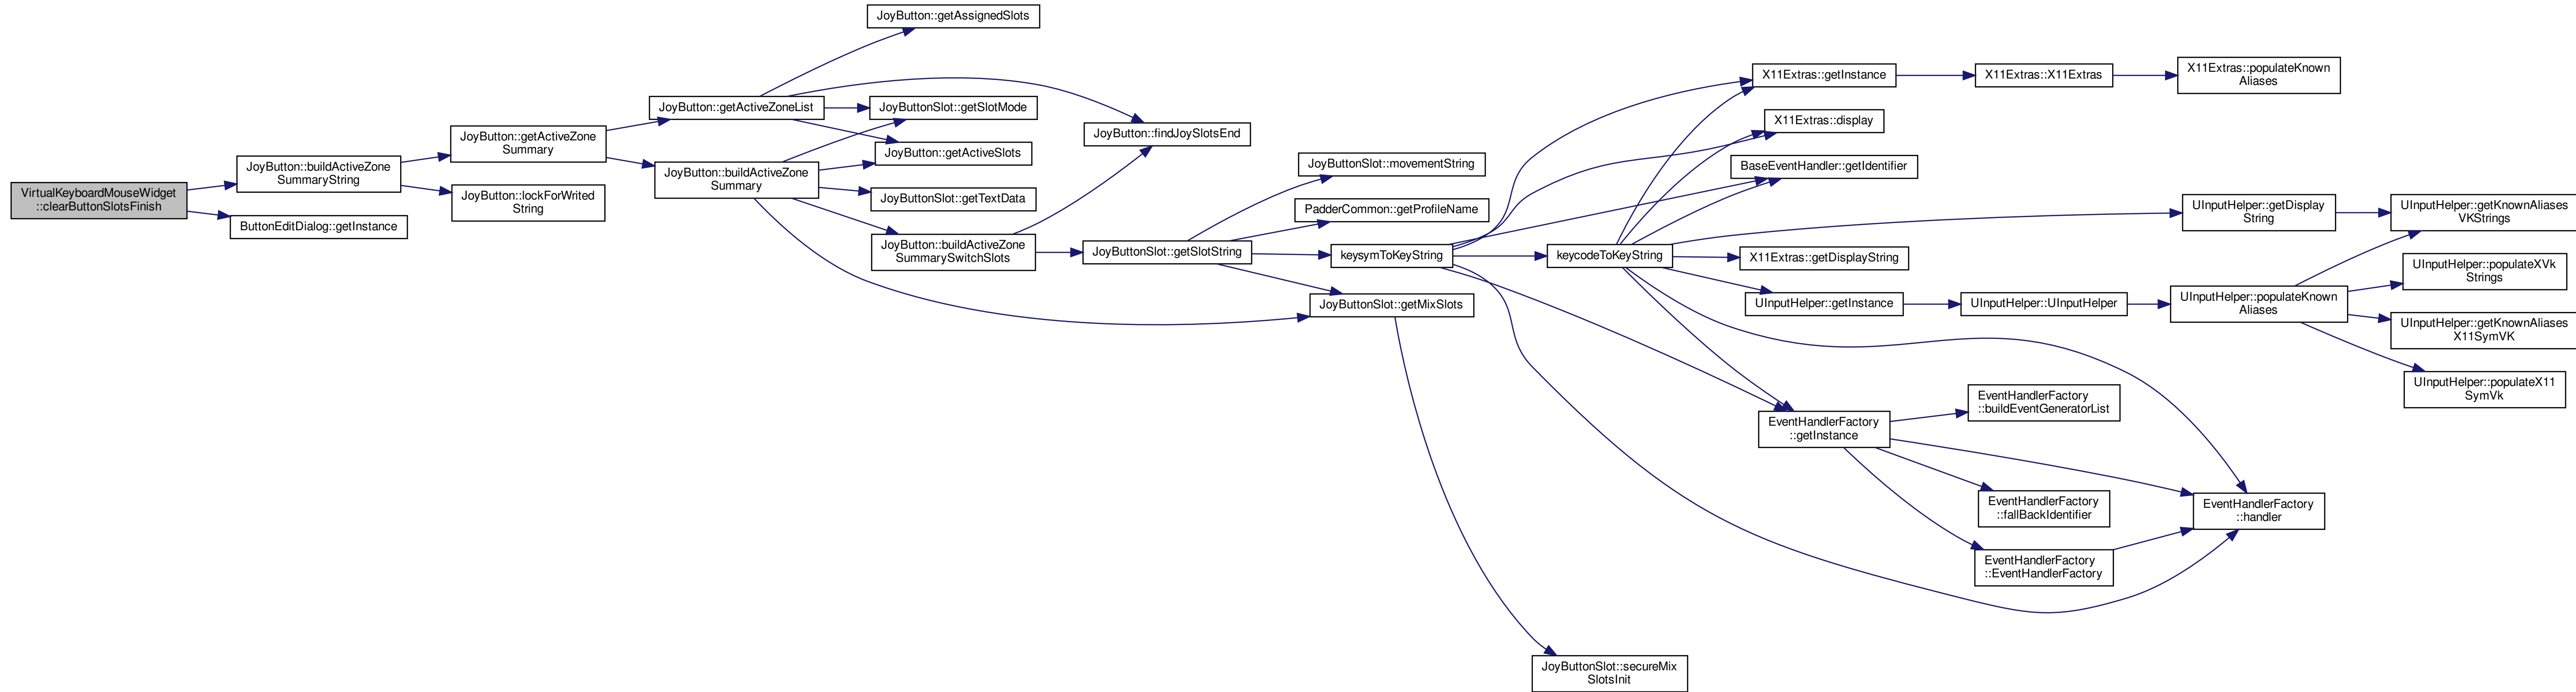 VirtualKeyboardMouseWidget
::clearButtonSlotsFinish
JoyButton::buildActiveZone
SummaryString
ButtonEditDialog::getInstance
JoyButton::getActiveZone
Summary
JoyButton::lockForWrited
String
JoyButton::getActiveZoneList
JoyButton::buildActiveZone
Summary
JoyButton::getAssignedSlots
JoyButtonSlot::getSlotMode
JoyButton::getActiveSlots
JoyButtonSlot::getTextData
JoyButton::buildActiveZone
SummarySwitchSlots
JoyButton::findJoySlotsEnd
JoyButtonSlot::getSlotString
JoyButtonSlot::movementString
PadderCommon::getProfileName
keysymToKeyString
JoyButtonSlot::getMixSlots
keycodeToKeyString
JoyButtonSlot::secureMix
SlotsInit
X11Extras::getInstance
X11Extras::display
BaseEventHandler::getIdentifier
X11Extras::getDisplayString
UInputHelper::getInstance
EventHandlerFactory
::getInstance
X11Extras::X11Extras
UInputHelper::UInputHelper
EventHandlerFactory
::buildEventGeneratorList
EventHandlerFactory
::fallBackIdentifier
EventHandlerFactory
::EventHandlerFactory
X11Extras::populateKnown
Aliases
UInputHelper::getDisplay
String
UInputHelper::populateKnown
Aliases
EventHandlerFactory
::handler
UInputHelper::getKnownAliases
VKStrings
UInputHelper::populateXVk
Strings
UInputHelper::getKnownAliases
X11SymVK
UInputHelper::populateX11
SymVk